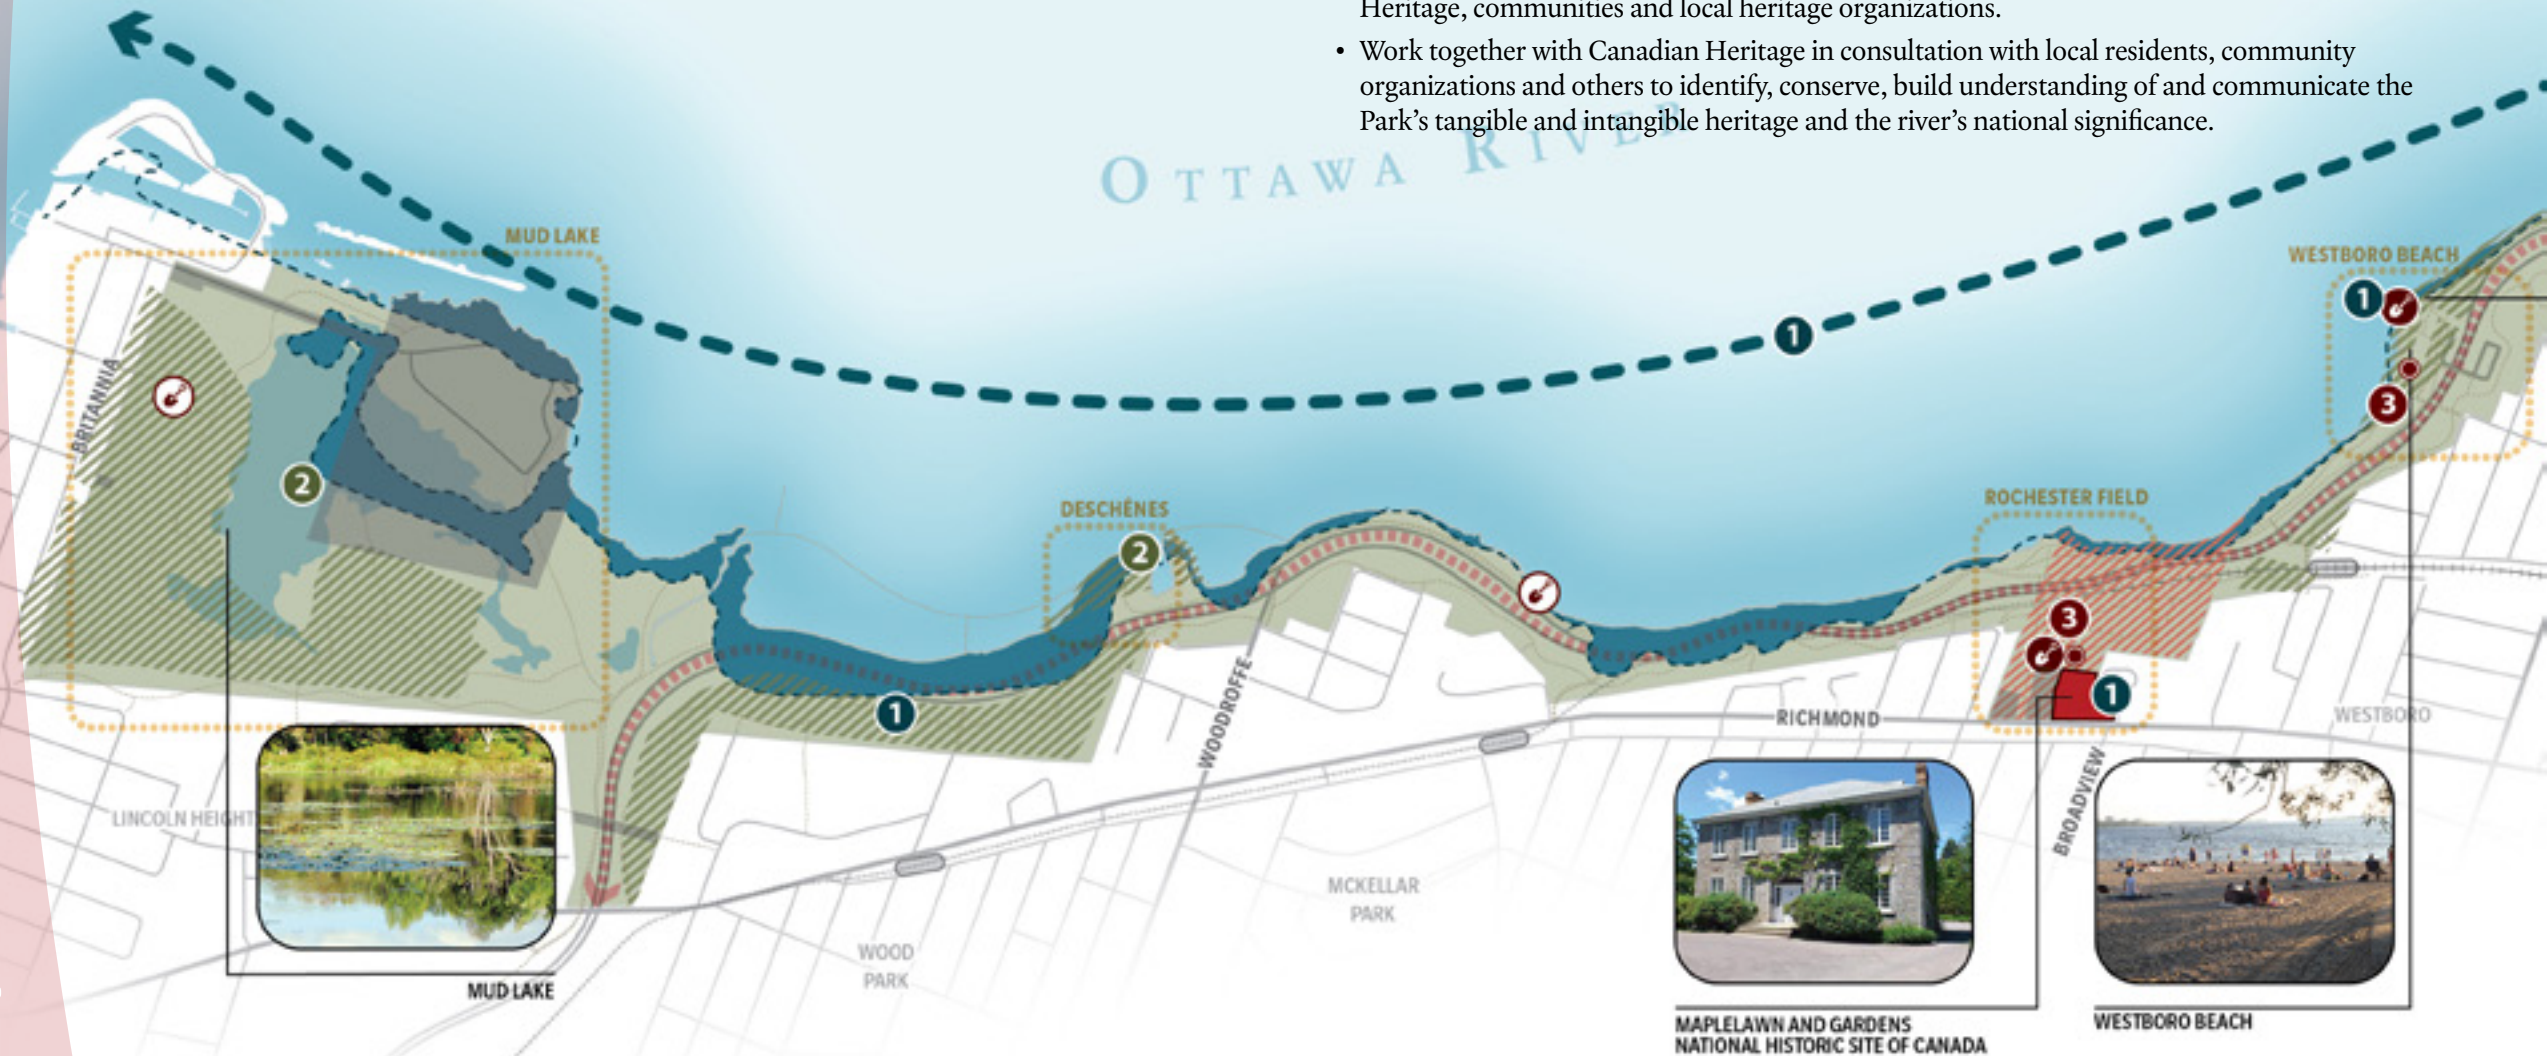 Heritage, communities and local heritage organizations.
• Work together with Canadian Heritage in consultation with local residents, community
organizations and others to identify, conserve, build understanding of and communicate the
Park's tangible and intangible heritage and the river's national significance.
OTTAWA RIVER
MUD LAKE
WESTBORO BEACH
1
1
3
BRITANNIA
2
DESCHÊNES
2
ROCHESTER FIELD
3
1
1
WOODROFFE
RICHMOND
WESTBORO
BROADVIEW
LINCOLN HEIGHT
MCKELLAR
PARK
WOOD
PARK
MUD LAKE
MAPLELAWN AND GARDENS
NATIONAL HISTORIC SITE OF CANADA
WESTBORO BEACH